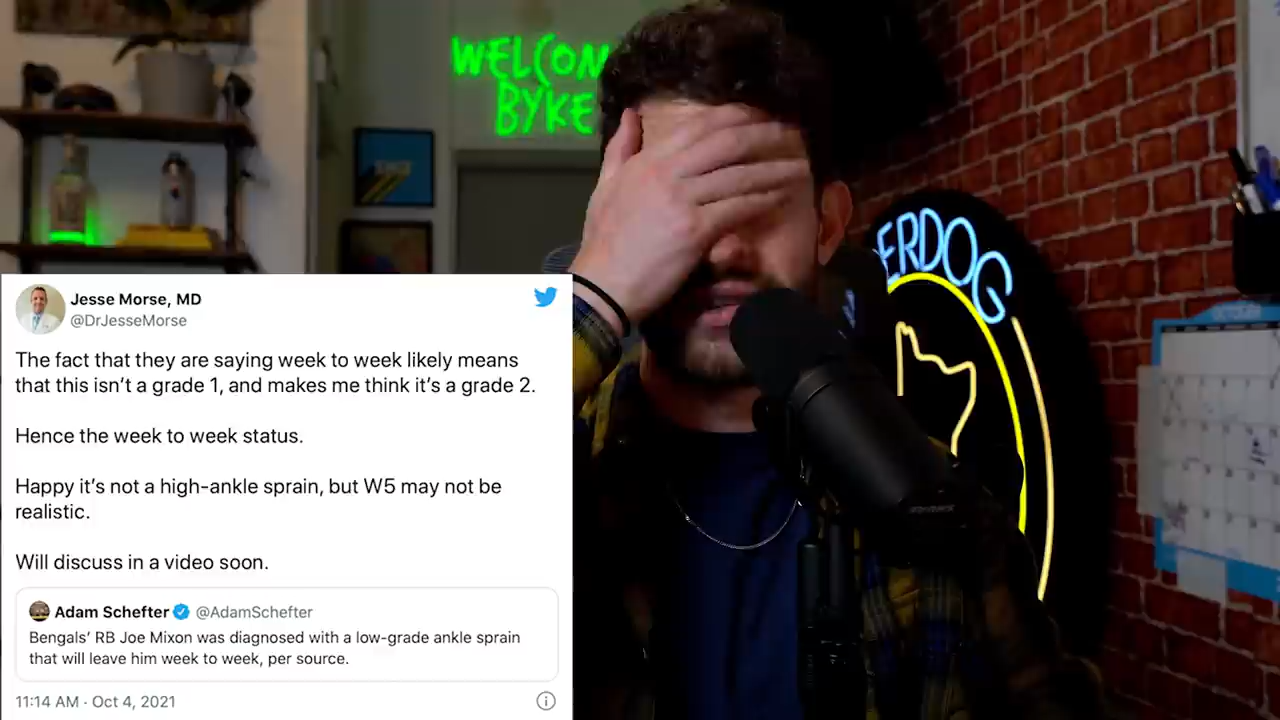 WELCOM
BYKE
ERDOG
OCTOBER
Jesse Morse, MD
@DrJesseMorse
The fact that they are saying week to week likely means
that this isn’t a grade 1, and makes me think it’s a grade 2.
Hence the week to week status.
Happy it’s not a high-ankle sprain, but W5 may not be
realistic.
Will discuss in a video soon.
Adam Schefter @AdamSchefter
Bengals’ RB Joe Mixon was diagnosed with a low-grade ankle sprain
that will leave him week to week, per source.
11:14 AM · Oct 4, 2021